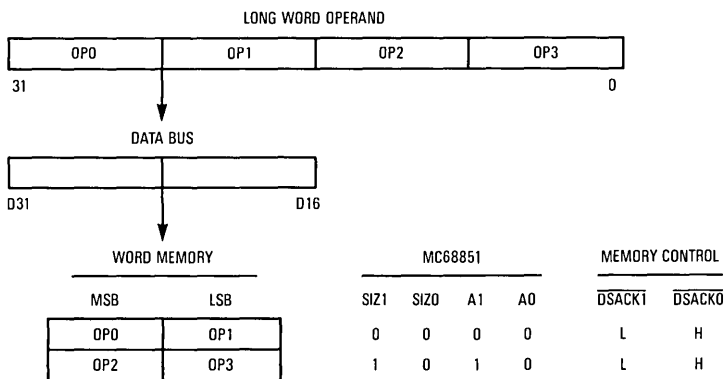 LONG WORD OPERAND
OP0 OP1 OP2 OP3
31 0
DATA BUS
D31 D16
WORD MEMORY MC68851 MEMORY CONTROL
MSB LSB SIZ1 SIZ0 A1 A0 DSACK1 DSACK0
OP0 OP1 0 0 0 0 L H
OP2 OP3 1 0 1 0 L H